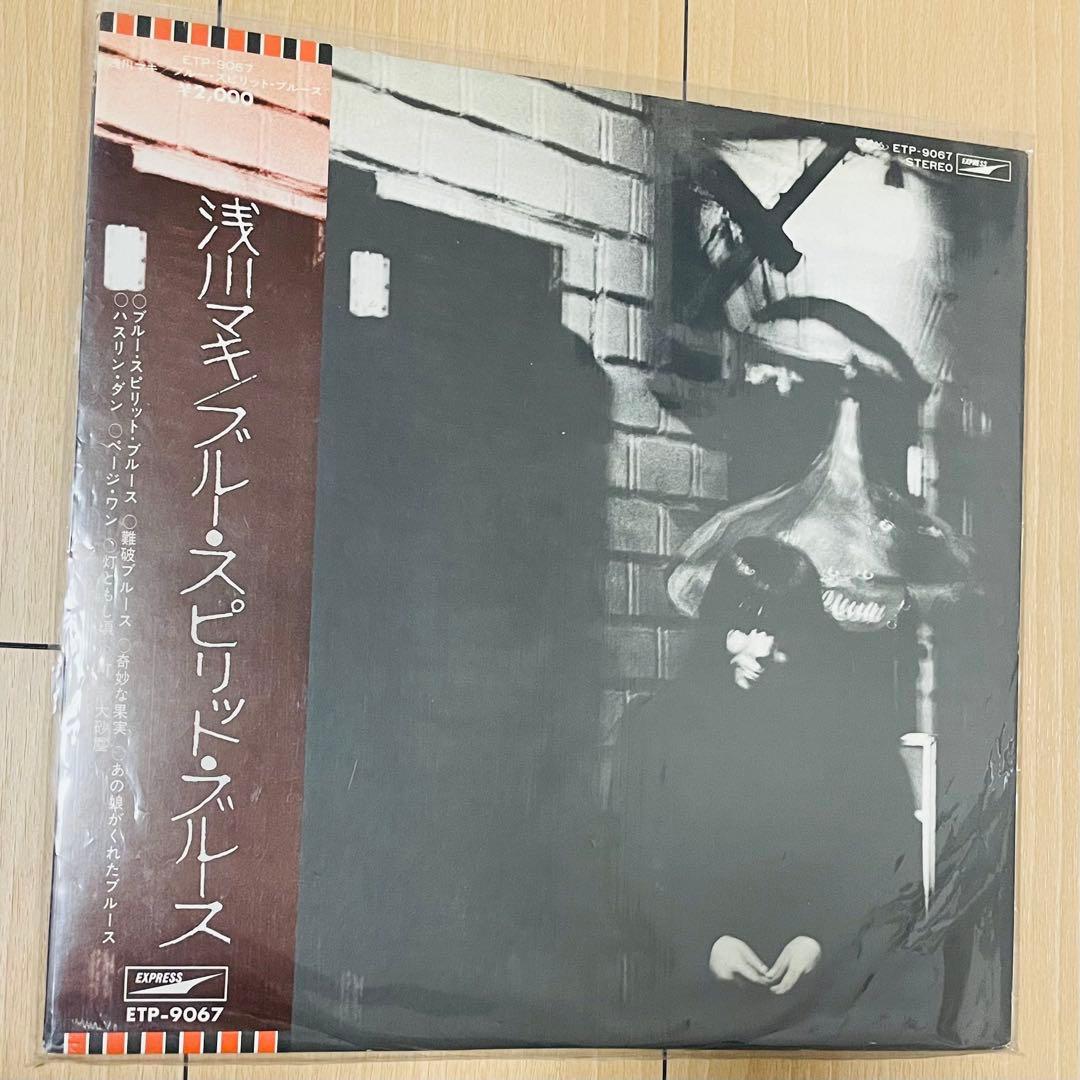 ETP-9067
浅川マキ/ブルー・スピリット・ブルース
¥2,000
浅川マキ/ブルー・スピリット・ブルース
○ブルー・スピリット・ブルース ○難破ブルース ○奇妙な果実 ○あの娘がくれたブルース
○ハスリン・ダン ○ページ・ワン ○灯ともし頃 大砂塵
EXPRESS
ETP-9067
ETP-9067
STEREO
EXPRESS